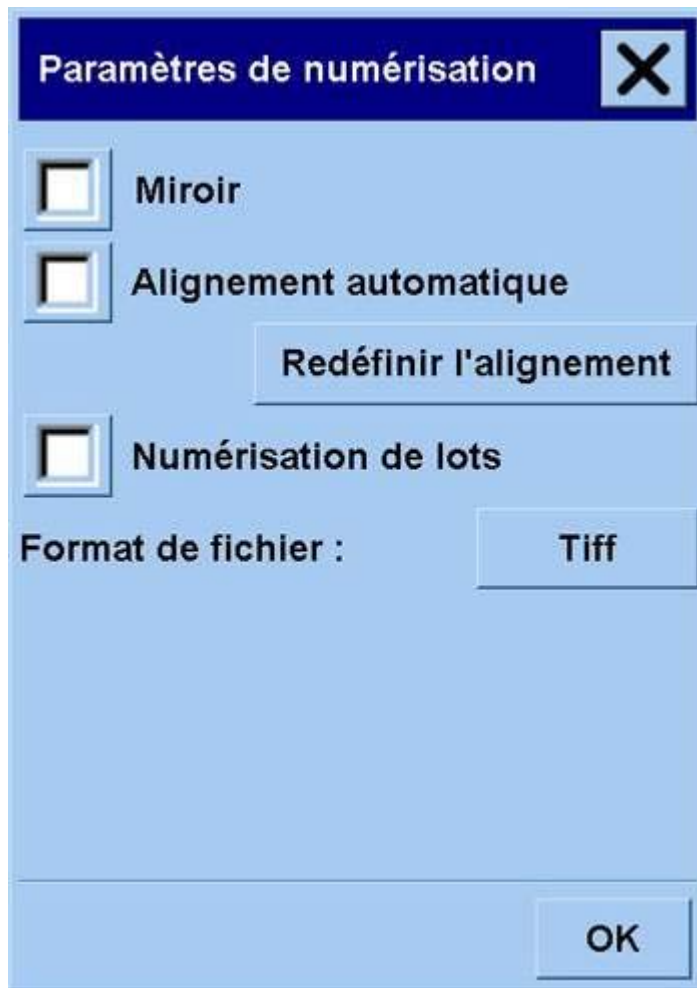 Paramètres de numérisation
Miroir
Alignement automatique
Redéfinir l'alignement
Numérisation de lots
Format de fichier : Tiff
OK